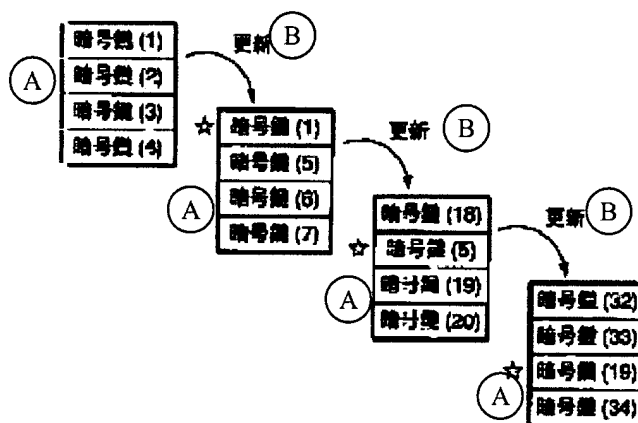 暗号鍵 (1)
暗号鍵 (2)
暗号鍵 (3)
暗号鍵 (4)
A
更新
B
☆
暗号鍵 (1)
暗号鍵 (5)
暗号鍵 (6)
暗号鍵 (7)
A
更新
B
暗号鍵 (18)
☆
暗号鍵 (5)
暗号鍵 (19)
暗号鍵 (20)
A
更新
B
暗号鍵 (32)
暗号鍵 (33)
☆
暗号鍵 (19)
暗号鍵 (34)
A